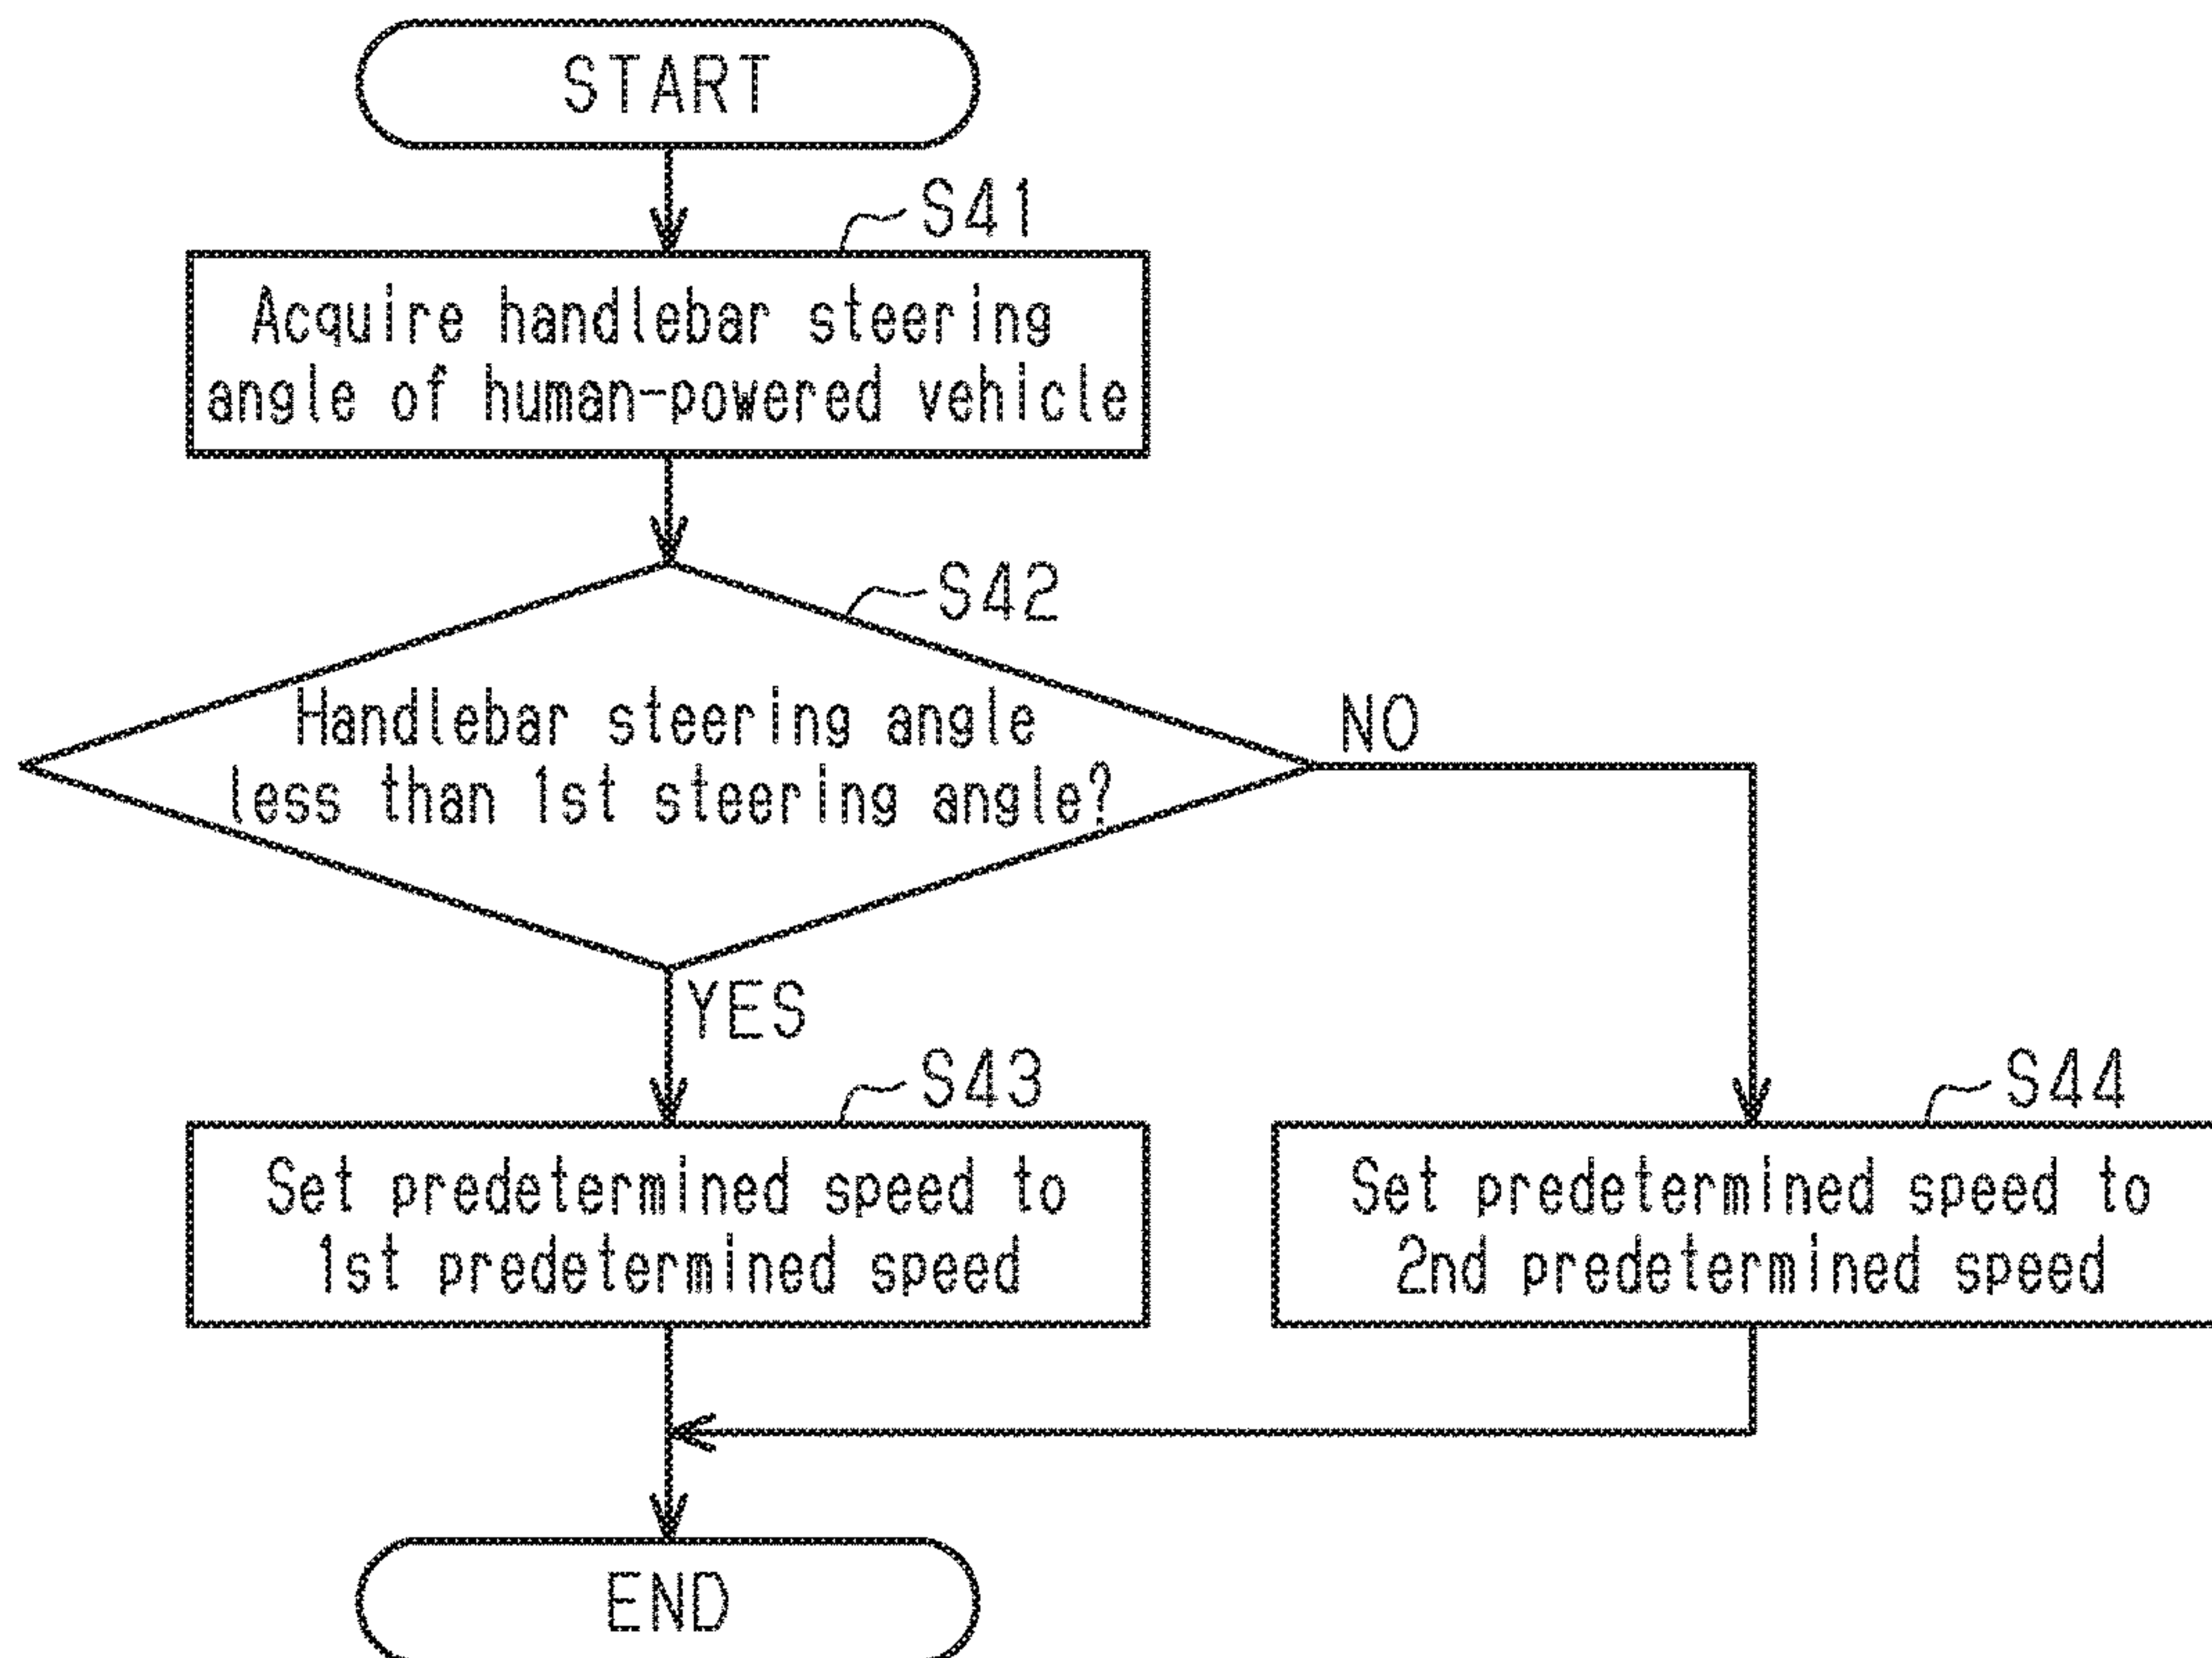 START
S41
Acquire handlebar steering
angle of human-powered vehicle
S42
Handlebar steering angle
less than 1st steering angle?
NO
YES
S43
Set predetermined speed to
1st predetermined speed
S44
Set predetermined speed to
2nd predetermined speed
END